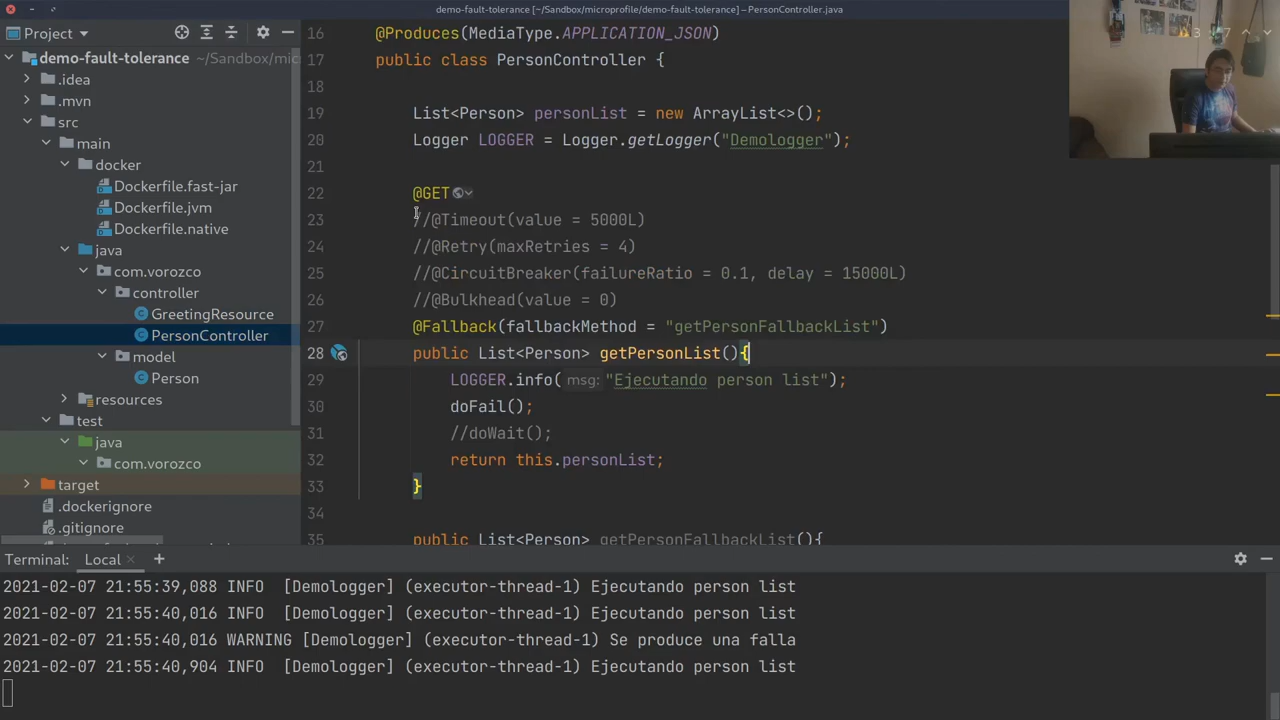 demo-fault-tolerance [~/Sandbox/microprofile/demo-fault-tolerance] – PersonController.java
Project
demo-fault-tolerance ~/Sandbox/mic
.idea
.mvn
src
main
docker
Dockerfile.fast-jar
Dockerfile.jvm
Dockerfile.native
java
com.vorozco
controller
GreetingResource
PersonController
model
Person
resources
test
java
com.vorozco
target
.dockerignore
.gitignore
16 @Produces(MediaType.APPLICATION_JSON)
17 public class PersonController {
18
19 List<Person> personList = new ArrayList<>();
20 Logger LOGGER = Logger.getLogger("Demologger");
21
22 @GET
23 //@Timeout(value = 5000L)
24 //@Retry(maxRetries = 4)
25 //@CircuitBreaker(failureRatio = 0.1, delay = 15000L)
26 //@Bulkhead(value = 0)
27 @Fallback(fallbackMethod = "getPersonFallbackList")
28 public List<Person> getPersonList(){
29 LOGGER.info( msg: "Ejecutando person list");
30 doFail();
31 //doWait();
32 return this.personList;
33 }
34
35 public List<Person> getPersonFallbackList(){
3 7
Terminal: Local × +
2021-02-07 21:55:39,088 INFO [Demologger] (executor-thread-1) Ejecutando person list
2021-02-07 21:55:40,016 INFO [Demologger] (executor-thread-1) Ejecutando person list
2021-02-07 21:55:40,016 WARNING [Demologger] (executor-thread-1) Se produce una falla
2021-02-07 21:55:40,904 INFO [Demologger] (executor-thread-1) Ejecutando person list